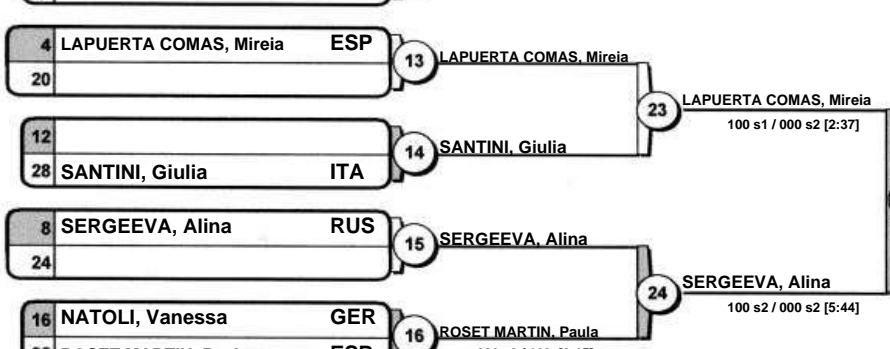 4 LAPUERTA COMAS, Mireia ESP
13 LAPUERTA COMAS, Mireia
20
23 LAPUERTA COMAS, Mireia
100 s1 / 000 s2 [2:37]
12
14 SANTINI, Giulia
28 SANTINI, Giulia ITA
8 SERGEEVA, Alina RUS
15 SERGEEVA, Alina
24
24 SERGEEVA, Alina
100 s2 / 000 s2 [5:44]
16 NATOLI, Vanessa GER
16 ROSET MARTIN, Paula